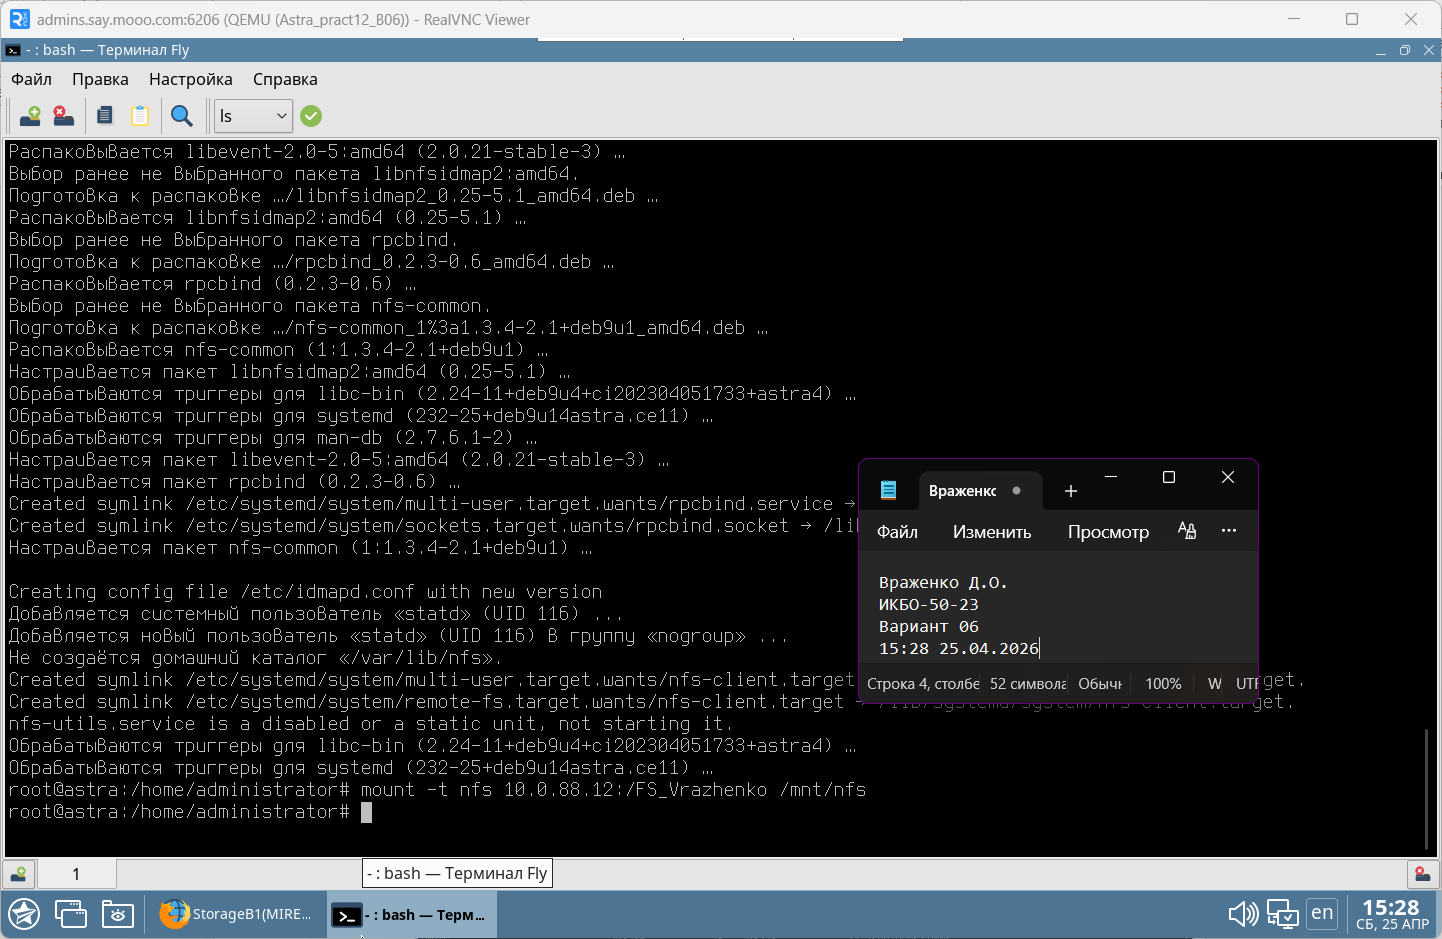 admins.say.mooo.com:6206 (QEMU (Astra_pract12_B06)) - RealVNC Viewer
- : bash — Терминал Fly
Файл Правка Настройка Справка
ls
Распаковывается libevent-2.0-5:amd64 (2.0.21-stable-3) …
Выбор ранее не выбранного пакета libnfsidmap2:amd64.
Подготовка к распаковке …/libnfsidmap2_0.25-5.1_amd64.deb …
Распаковывается libnfsidmap2:amd64 (0.25-5.1) …
Выбор ранее не выбранного пакета rpcbind.
Подготовка к распаковке …/rpcbind_0.2.3-0.6_amd64.deb …
Распаковывается rpcbind (0.2.3-0.6) …
Выбор ранее не выбранного пакета nfs-common.
Подготовка к распаковке …/nfs-common_1%3a1.3.4-2.1+deb9u1_amd64.deb …
Распаковывается nfs-common (1:1.3.4-2.1+deb9u1) …
Настраивается пакет libnfsidmap2:amd64 (0.25-5.1) …
Обрабатываются триггеры для libc-bin (2.24-11+deb9u4+ci202304051733+astra4) …
Обрабатываются триггеры для systemd (232-25+deb9u14astra.ce11) …
Обрабатываются триггеры для man-db (2.7.6.1-2) …
Настраивается пакет libevent-2.0-5:amd64 (2.0.21-stable-3) …
Настраивается пакет rpcbind (0.2.3-0.6) …
Created symlink /etc/systemd/system/multi-user.target.wants/rpcbind.service →
Created symlink /etc/systemd/system/sockets.target.wants/rpcbind.socket → /lib
Настраивается пакет nfs-common (1:1.3.4-2.1+deb9u1) …
Creating config file /etc/idmapd.conf with new version
Добавляется системный пользователь «statd» (UID 116) ...
Добавляется новый пользователь «statd» (UID 116) в группу «nogroup» ...
Не создаётся домашний каталог «/var/lib/nfs».
Created symlink /etc/systemd/system/multi-user.target.wants/nfs-client.target get.
Created symlink /etc/systemd/system/remote-fs.target.wants/nfs-client.target → /lib/systemd/system/nfs-client.target.
nfs-utils.service is a disabled or a static unit, not starting it.
Обрабатываются триггеры для libc-bin (2.24-11+deb9u4+ci202304051733+astra4) …
Обрабатываются триггеры для systemd (232-25+deb9u14astra.ce11) …
root@astra:/home/administrator# mount -t nfs 10.0.88.12:/FS_Vrazhenko /mnt/nfs
root@astra:/home/administrator#
Враженкс
Файл Изменить Просмотр
Враженко Д.О.
ИКБО-50-23
Вариант 06
15:28 25.04.2026
Строка 4, столбе 52 символа Обычн 100% W UTF
1
- : bash — Терминал Fly
StorageB1(MIRE...
- : bash — Терм...
en
15:28
СБ, 25 АПР